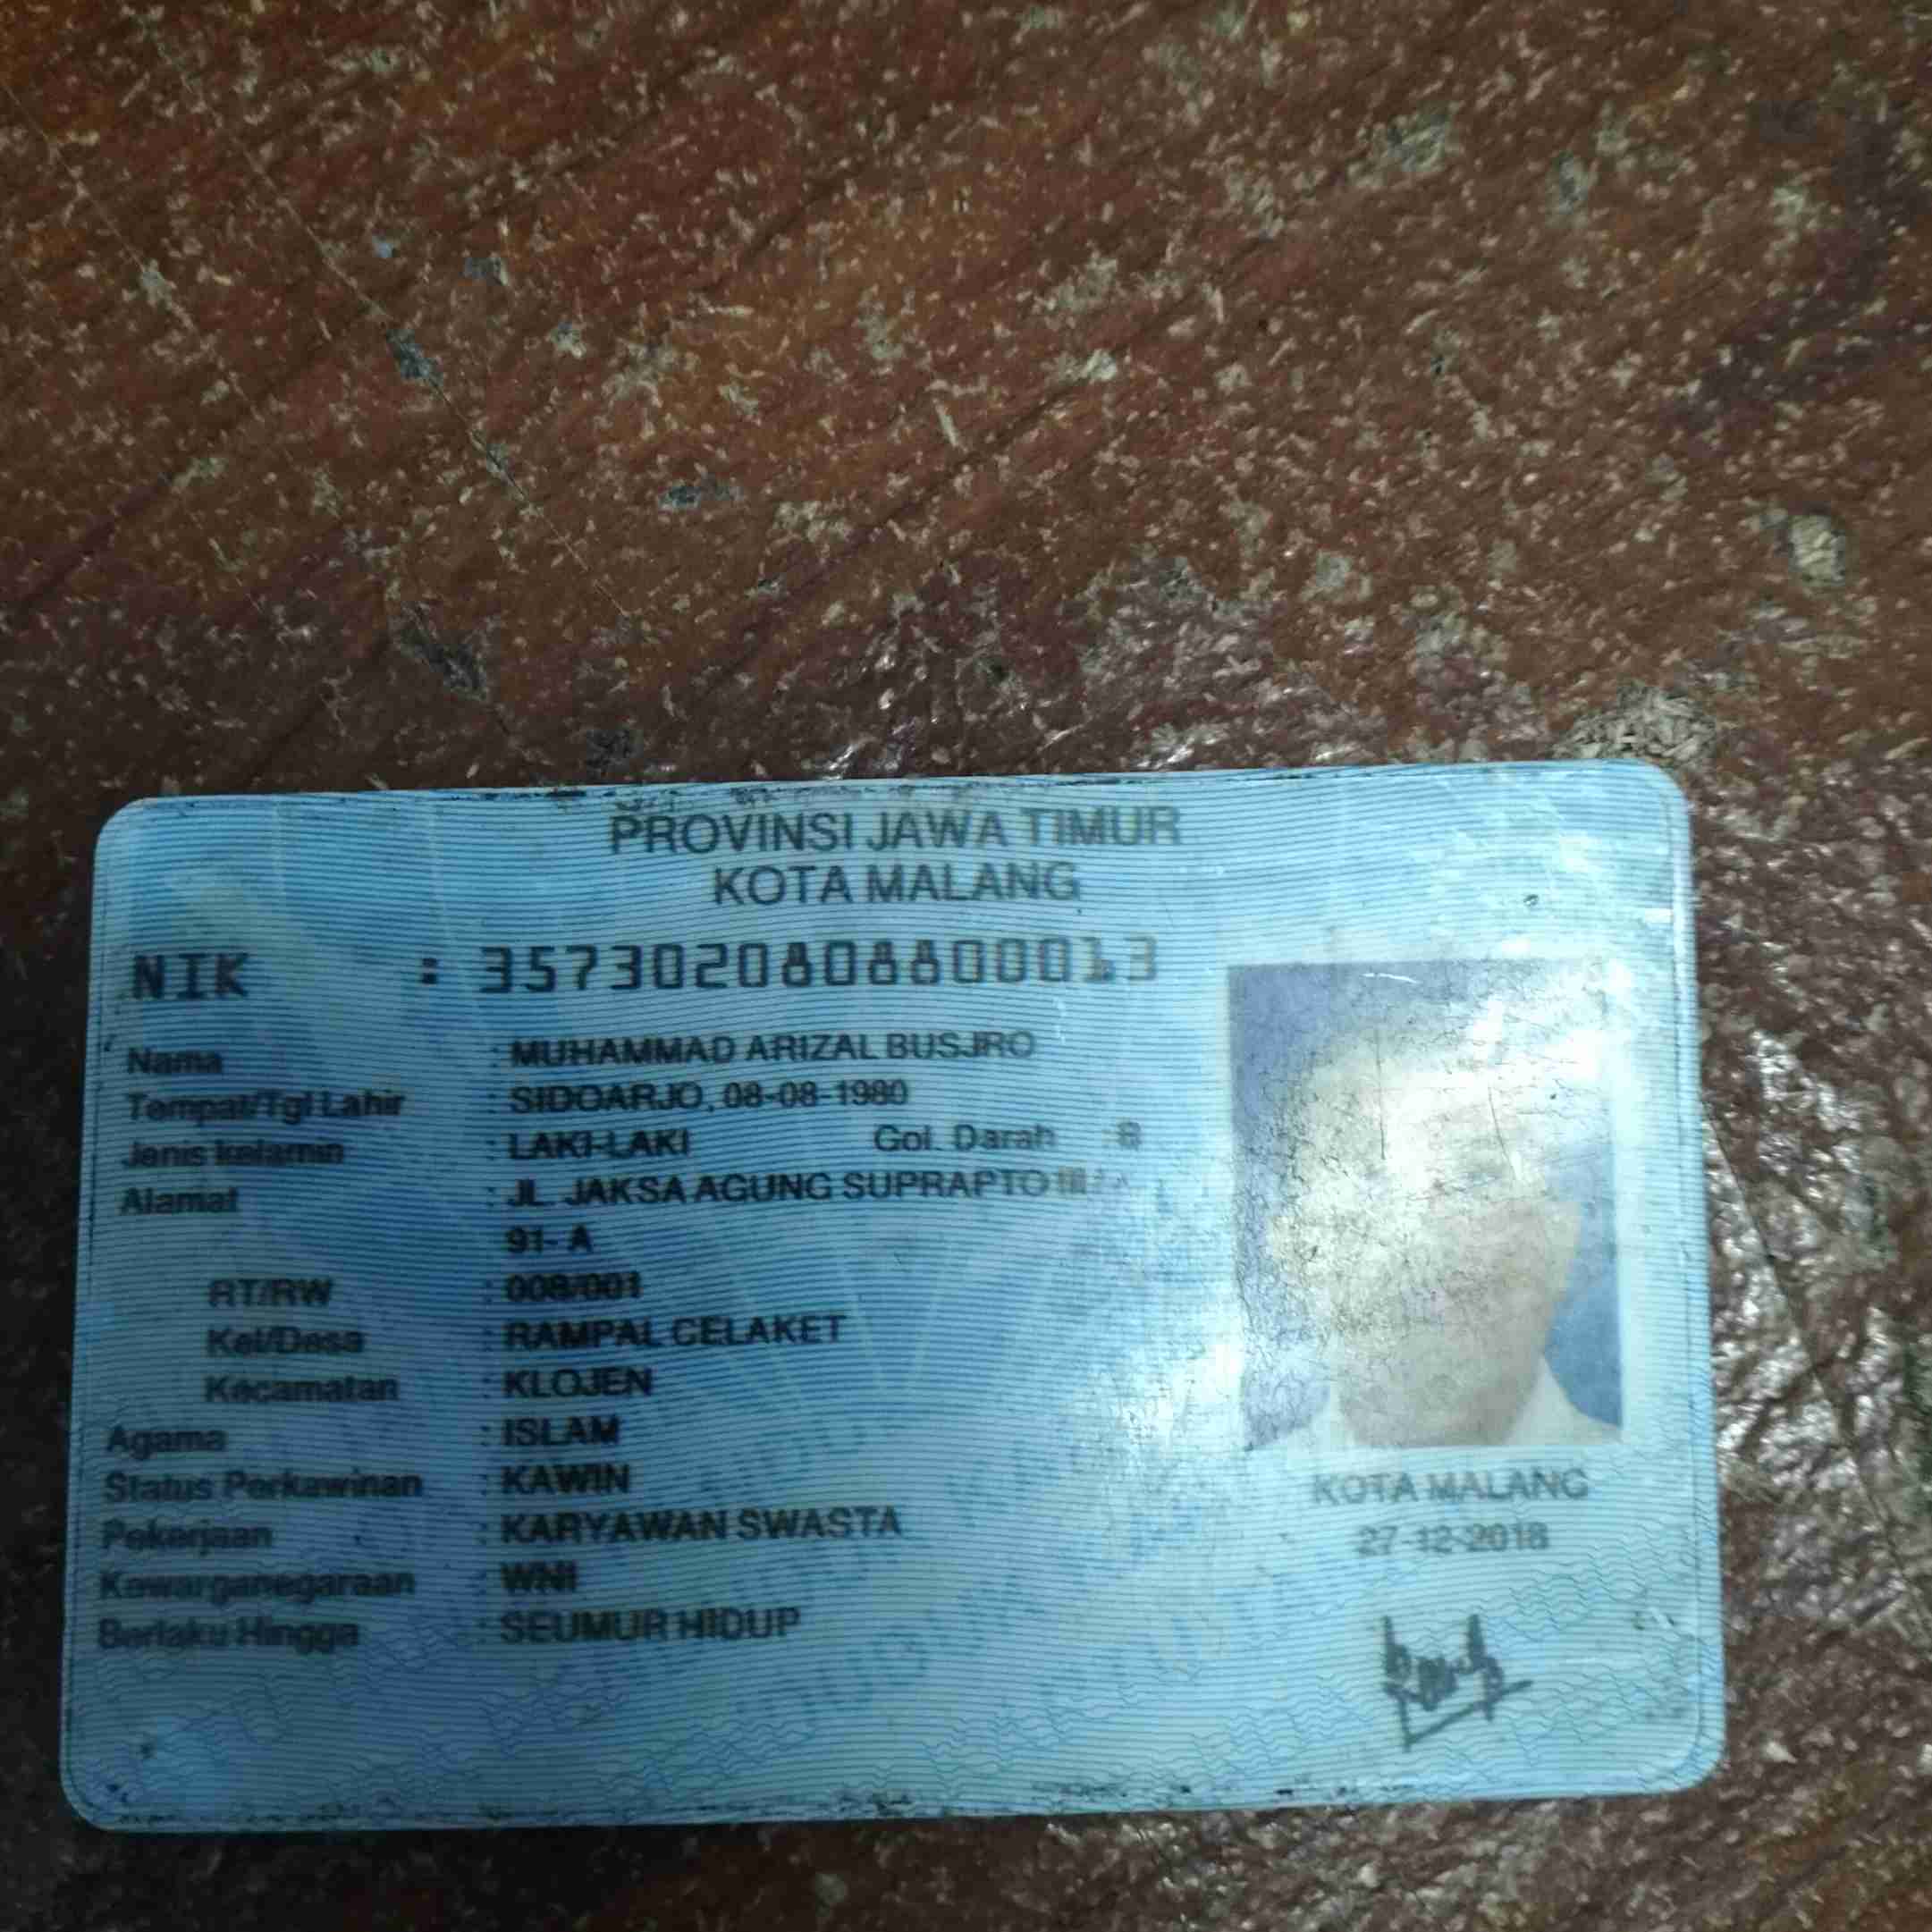 PROVINSI JAWA TIMUR
KOTA MALANG
NIK : 3573020808800013
Nama : MUHAMMAD ARIZAL BUSJRO
Tempat/Tgl Lahir : SIDOARJO, 08-08-1980
Jenis kelamin : LAKI-LAKI Gol. Darah : B
Alamat : JL. JAKSA AGUNG SUPRAPTO
91- A
RT/RW : 008/001
Kel/Desa : RAMPAL CELAKET
Kecamatan : KLOJEN
Agama : ISLAM
Status Perkawinan : KAWIN
Pekerjaan : KARYAWAN SWASTA
Kewarganegaraan : WNI
Berlaku Hingga : SEUMUR HIDUP
KOTA MALANG
27-12-2018